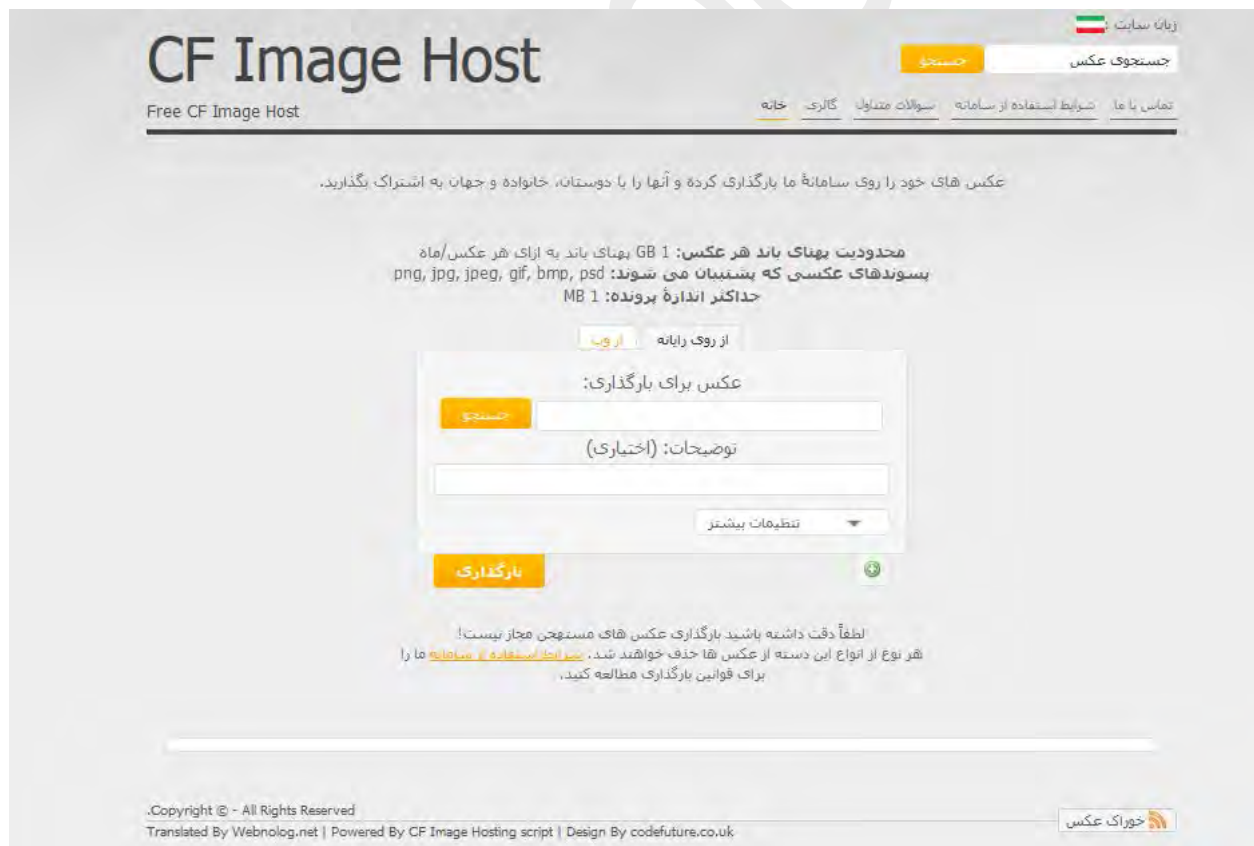 زبان سایت :
CF Image Host
جستجوی عکس
جستجو
Free CF Image Host
خانه گالری سوالات متداول شرایط استفاده از سامانه تماس با ما
عکس های خود را روی سامانهٔ ما بارگذاری کرده و آنها را با دوستان، خانواده و جهان به اشتراک بگذارید.
محدودیت پهنای باند هر عکس: 1 GB پهنای باند به ازای هر عکس/ماه
پسوندهای عکسی که پشتیبان می شوند: png, jpg, jpeg, gif, bmp, psd
حداکثر اندازهٔ پرونده: 1 MB
از روی رایانه
از وب
عکس برای بارگذاری:
جستجو
توضیحات: (اختیاری)
تنظیمات بیشتر
بارگذاری
لطفاً دقت داشته باشید بارگذاری عکس های مستهجن مجاز نیست!
هر نوع از انواع این دسته از عکس ها حذف خواهند شد. شرایط استفاده از سامانه ما را
برای قوانین بارگذاری مطالعه کنید.
.Copyright © - All Rights Reserved
Translated By Webnolog.net | Powered By CF Image Hosting script | Design By codefuture.co.uk
خوراک عکس